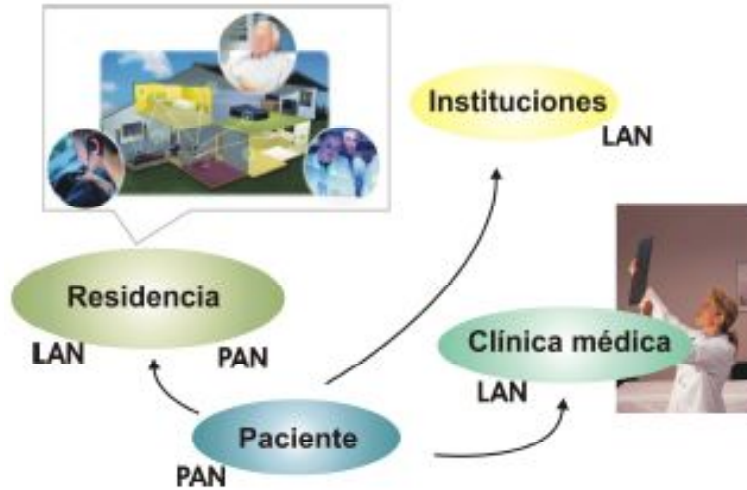 Instituciones
LAN
Residencia
LAN
PAN
Clínica médica
LAN
Paciente
PAN